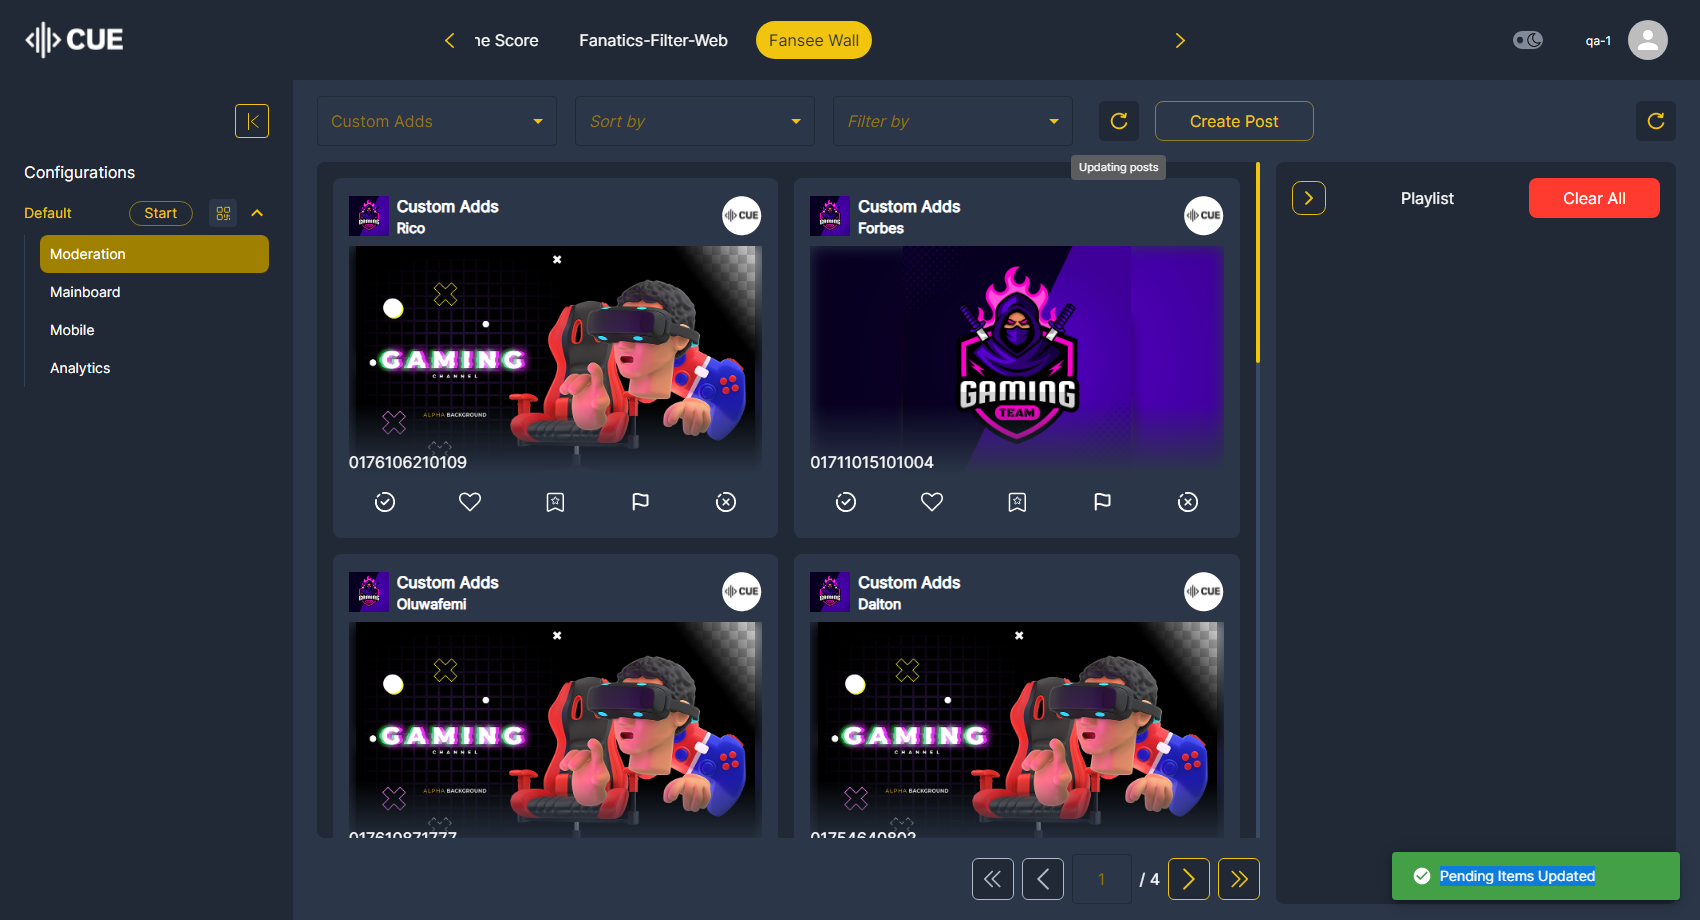 CUE
ne Score
Fanatics-Filter-Web
Fansee Wall
qa-1
Custom Adds
Sort by
Filter by
Create Post
Updating posts
Configurations
Default
Start
Moderation
Mainboard
Mobile
Analytics
Custom Adds
Rico
CUE
GAMING
CHANNEL
ALPHA BACKGROUND
0176106210109
Custom Adds
Forbes
CUE
GAMING
TEAM
01711015101004
Custom Adds
Oluwafemi
CUE
GAMING
CHANNEL
ALPHA BACKGROUND
017610871777
Custom Adds
Dalton
CUE
GAMING
CHANNEL
ALPHA BACKGROUND
01754640802
Playlist
Clear All
1
/ 4
Pending Items Updated